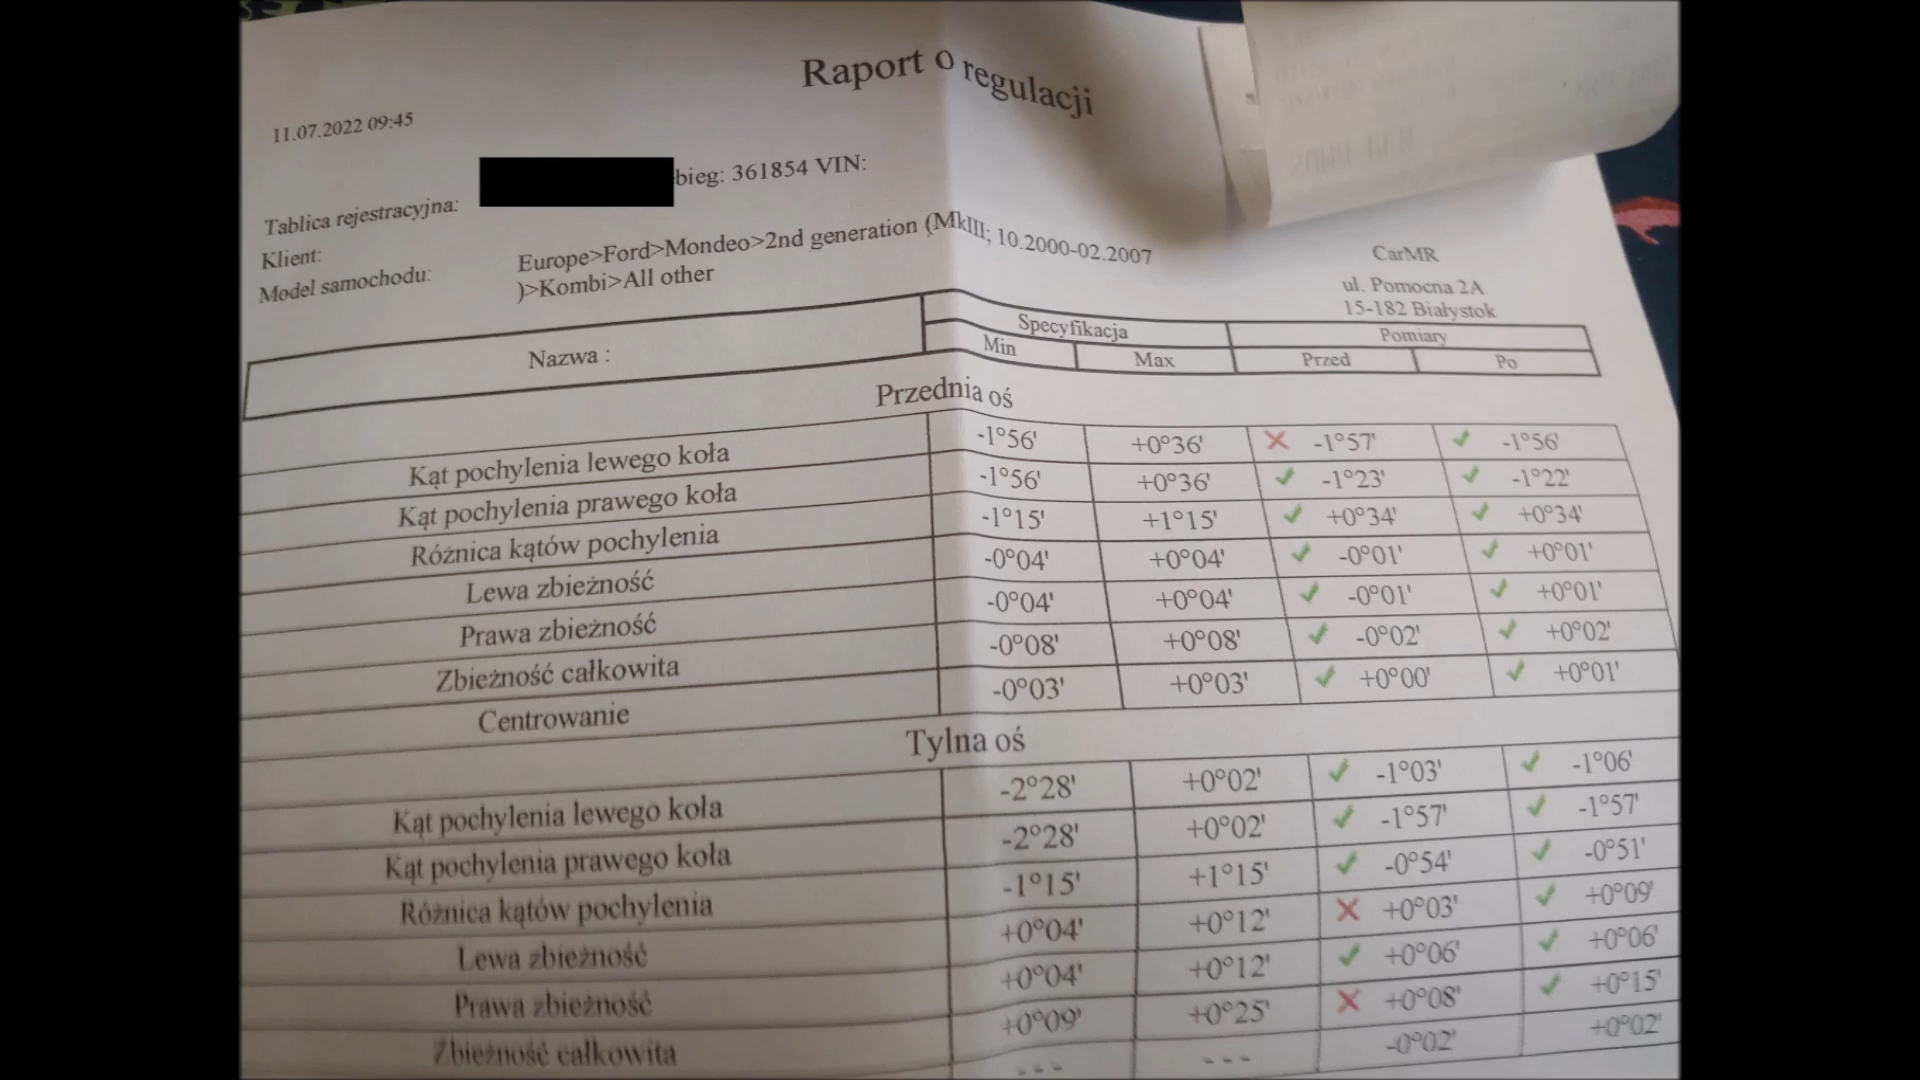 Raport o regulacji
11.07.2022 09:45
Tablica rejestracyjna: bieg: 361854 VIN:
Klient:
Model samochodu: Europe>Ford>Mondeo>2nd generation (MkIII; 10.2000-02.2007
)>Kombi>All other
CarMR
ul. Pomocna 2A
15-182 Białystok
Nazwa : Specyfikacja Pomiary
Min Max Przed Po
Przednia oś
Kąt pochylenia lewego koła -1°56' +0°36' -1°57' -1°56'
Kąt pochylenia prawego koła -1°56' +0°36' -1°23' -1°22'
Różnica kątów pochylenia -1°15' +1°15' +0°34' +0°34'
Lewa zbieżność -0°04' +0°04' -0°01' +0°01'
Prawa zbieżność -0°04' +0°04' -0°01' +0°01'
Zbieżność całkowita -0°08' +0°08' -0°02' +0°02'
Centrowanie -0°03' +0°03' +0°00' +0°01'
Tylna oś
Kąt pochylenia lewego koła -2°28' +0°02' -1°03' -1°06'
Kąt pochylenia prawego koła -2°28' +0°02' -1°57' -1°57'
Różnica kątów pochylenia -1°15' +1°15' -0°54' -0°51'
Lewa zbieżność +0°04' +0°12' +0°03' +0°09'
Prawa zbieżność +0°04' +0°12' +0°06' +0°06'
Zbieżność całkowita +0°09' +0°25' +0°08' +0°15'
--- --- -0°02' +0°02'